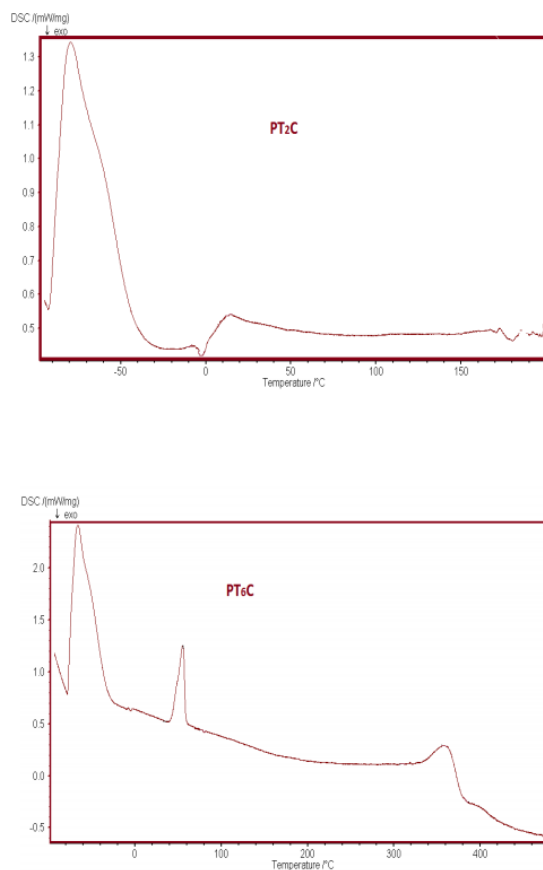 DSC /(mW/mg)
↓ exo
1.3
1.2
1.1
1.0
0.9
0.8
0.7
0.6
0.5
PT₂C
-50 0 50 100 150
Temperature /°C
DSC /(mW/mg)
↓ exo
2.0
1.5
1.0
0.5
0.0
-0.5
PT₆C
0 100 200 300 400
Temperature /°C